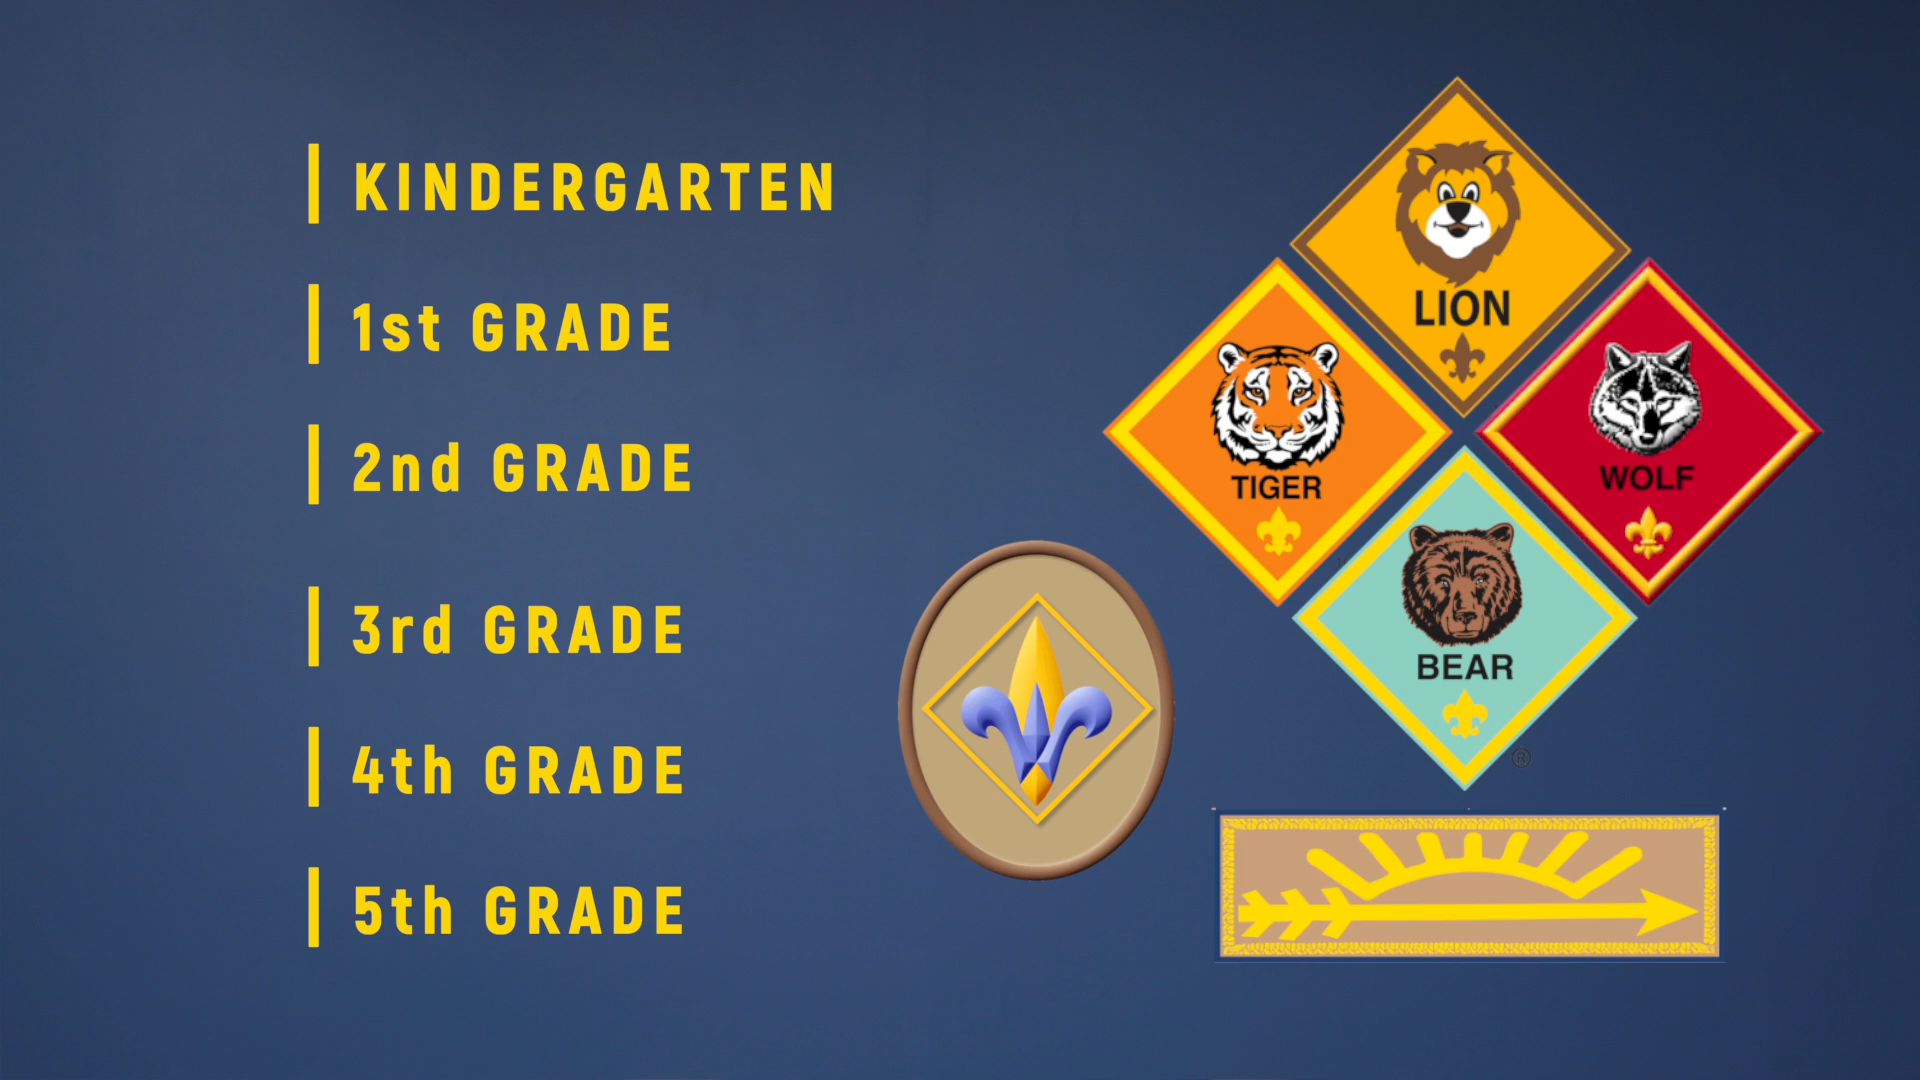 KINDERGARTEN
1st GRADE
2nd GRADE
3rd GRADE
4th GRADE
5th GRADE
LION
TIGER
WOLF
BEAR
®